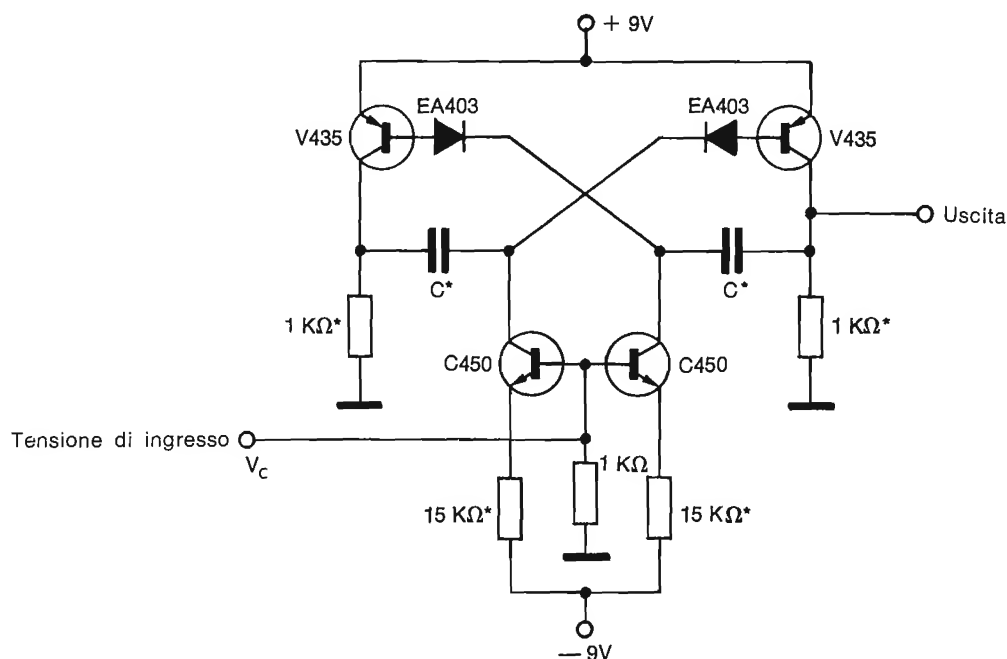 + 9V
EA403
EA403
V435
V435
Uscita
C*
C*
1 KΩ*
1 KΩ*
C450
C450
Tensione di ingresso
V_C
1 KΩ
15 KΩ*
15 KΩ*
— 9V